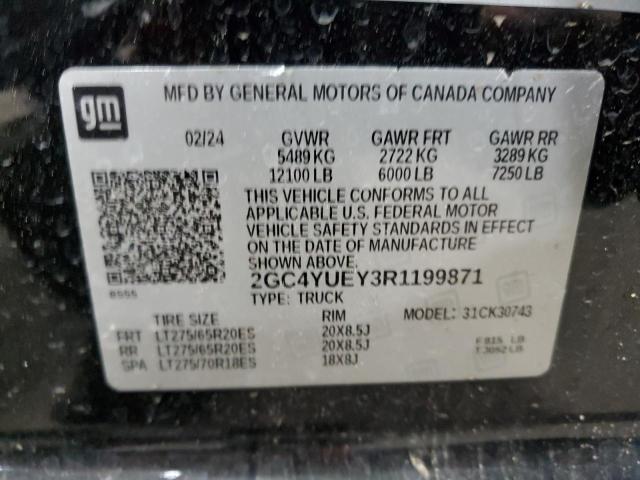 gm
MFD BY GENERAL MOTORS OF CANADA COMPANY
02/24 GVWR GAWR FRT GAWR RR
5489 KG 2722 KG 3289 KG
12100 LB 6000 LB 7250 LB
THIS VEHICLE CONFORMS TO ALL
APPLICABLE U.S. FEDERAL MOTOR
VEHICLE SAFETY STANDARDS IN EFFECT
ON THE DATE OF MANUFACTURE
SHOWN ABOVE.
2GC4YUEY3R1199871
TYPE: TRUCK MODEL: 31CK30743
TIRE SIZE RIM
FRT LT275/65R20ES 20X8.5J
RR LT275/65R20ES 20X8.5J
SPA LT275/70R18ES 18X8J
F 815 LB
LB